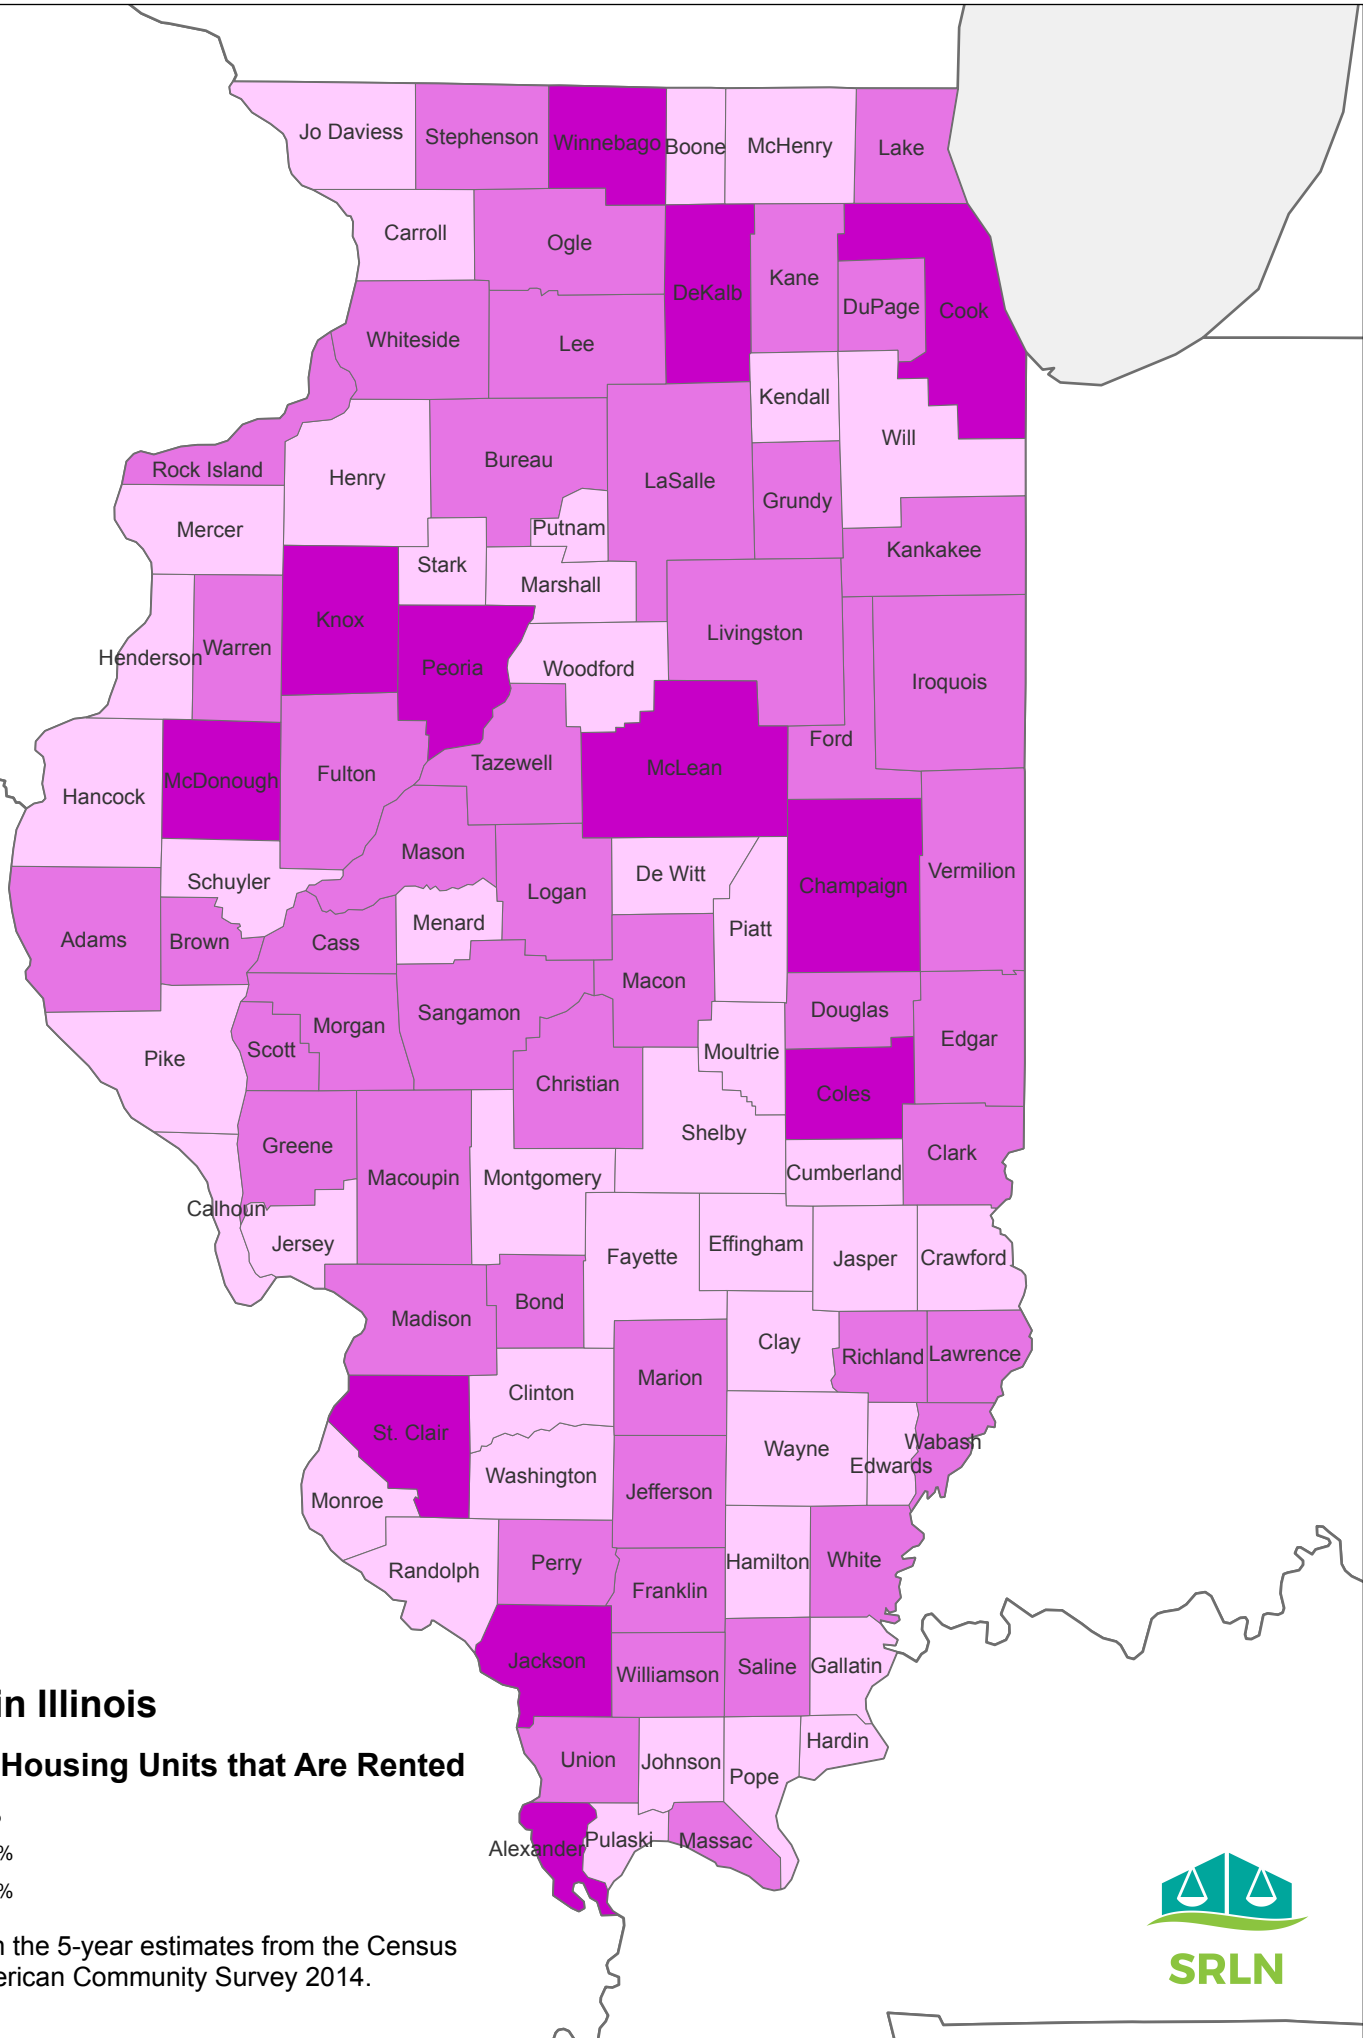 Jo Daviess
Stephenson
Winnebago
Boone
McHenry
Lake
Carroll
Ogle
DeKalb
Kane
DuPage
Cook
Whiteside
Lee
Kendall
Will
Rock Island
Henry
Bureau
LaSalle
Grundy
Mercer
Putnam
Kankakee
Stark
Marshall
Knox
Livingston
Henderson
Warren
Peoria
Woodford
Iroquois
Ford
Hancock
McDonough
Fulton
Tazewell
McLean
Mason
Schuyler
Logan
De Witt
Champaign
Vermilion
Adams
Brown
Cass
Menard
Piatt
Macon
Sangamon
Morgan
Scott
Pike
Christian
Moultrie
Douglas
Edgar
Coles
Shelby
Greene
Macoupin
Montgomery
Cumberland
Clark
Calhoun
Jersey
Fayette
Effingham
Jasper
Crawford
Madison
Bond
Clay
Richland
Lawrence
Marion
Clinton
St. Clair
Wayne
Edwards
Wabash
Washington
Jefferson
Monroe
Randolph
Perry
Franklin
Hamilton
White
Jackson
Williamson
Saline
Gallatin
Union
Johnson
Pope
Hardin
Alexander
Pulaski
Massac
in Illinois
Housing Units that Are Rented
%
%
the 5-year estimates from the Census
American Community Survey 2014.
SRLN